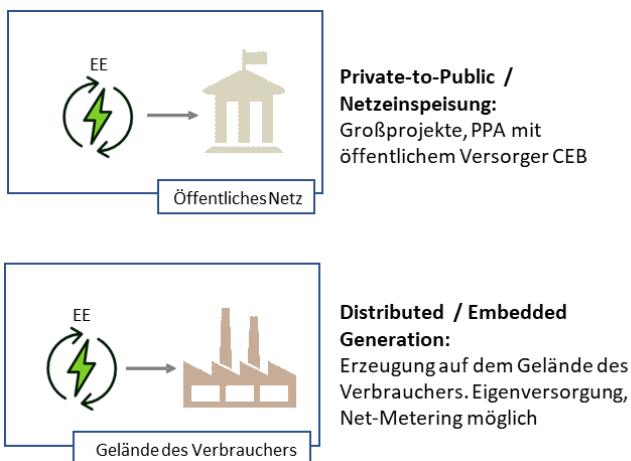 EE
Öffentliches Netz
Private-to-Public /
Netzeinspeisung:
Großprojekte, PPA mit
öffentlichem Versorger CEB
EE
Gelände des Verbrauchers
Distributed / Embedded
Generation:
Erzeugung auf dem Gelände des
Verbrauchers. Eigenversorgung,
Net-Metering möglich